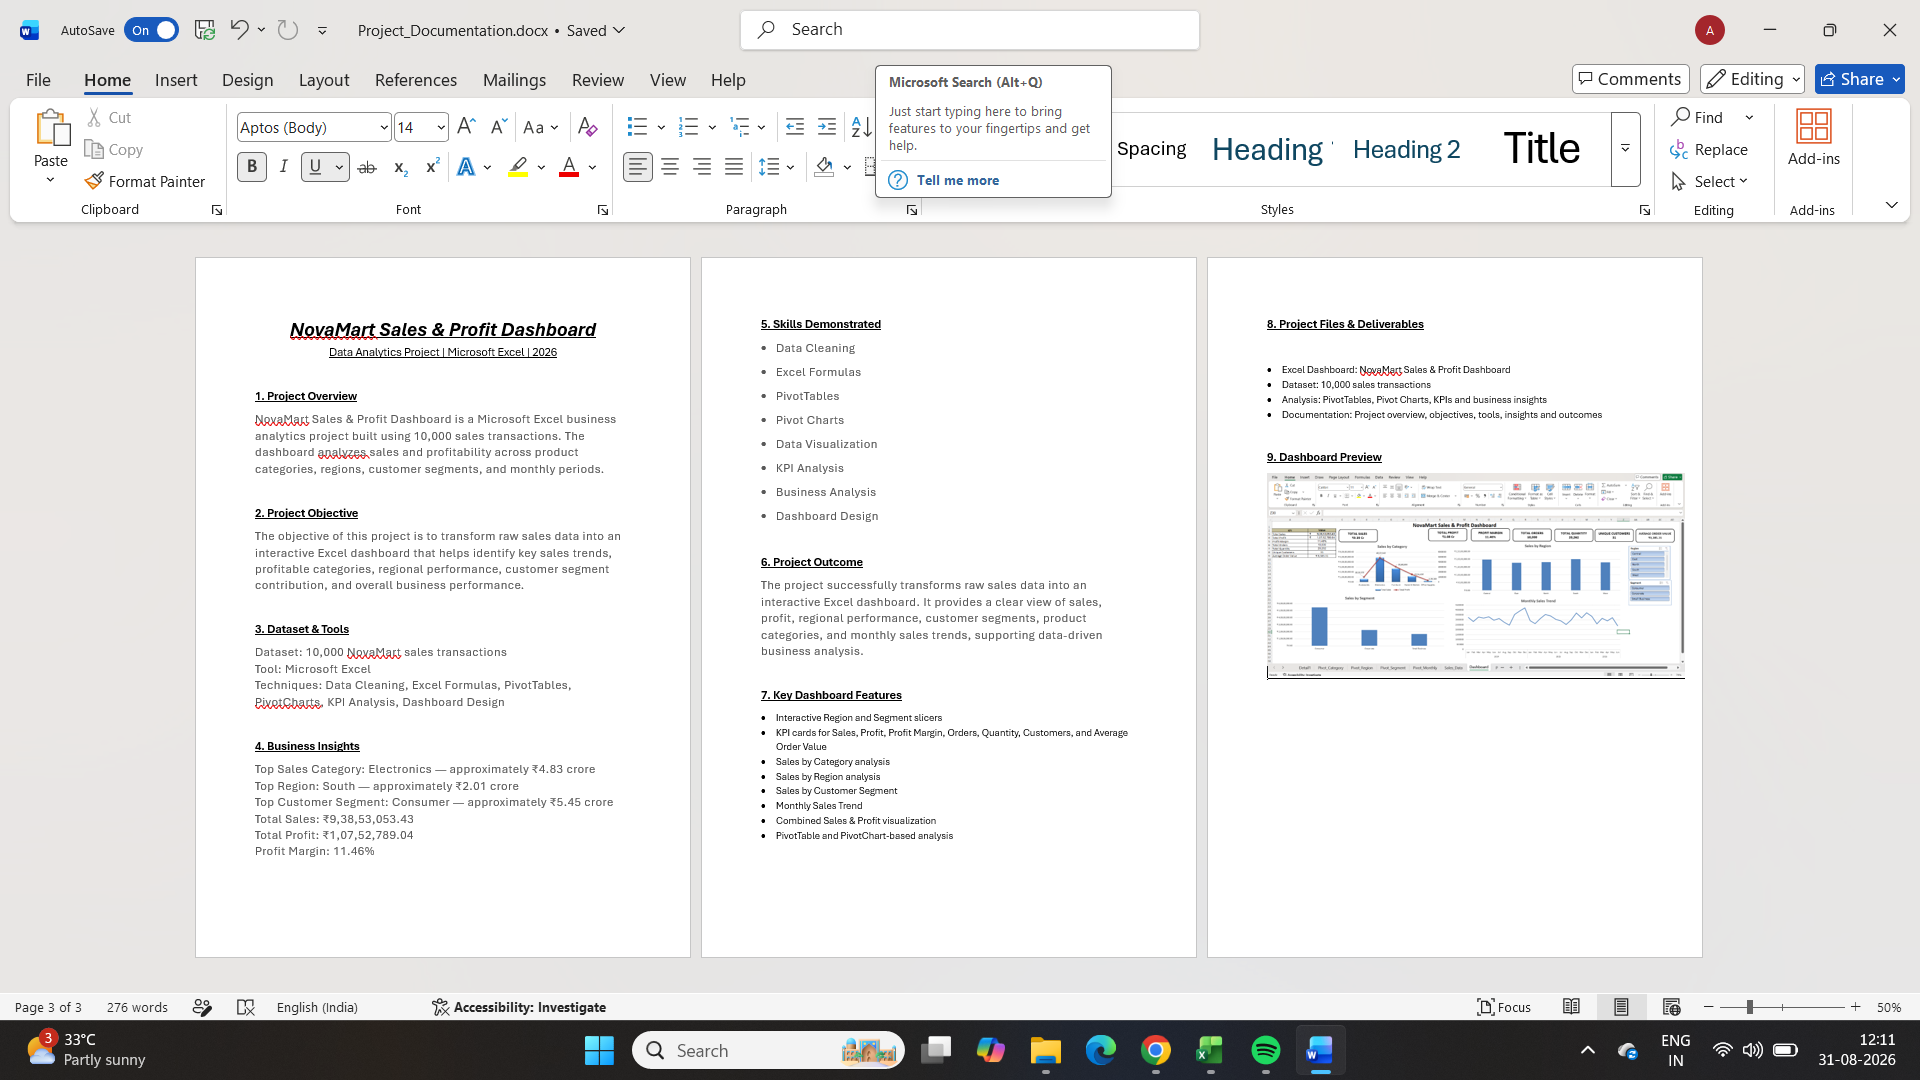 AutoSave On Project_Documentation.docx • Saved Search A
File Home Insert Design Layout References Mailings Review View Help Comments Editing Share
Microsoft Search (Alt+Q)
Just start typing here to bring
features to your fingertips and get
help.
Tell me more
Paste Cut
Copy
Format Painter
Clipboard
Aptos (Body) 14
Font
Paragraph
Spacing Heading Heading 2 Title
Styles
Find
Replace
Select
Editing
Add-ins
Add-ins
NovaMart Sales & Profit Dashboard
Data Analytics Project | Microsoft Excel | 2026
1. Project Overview
NovaMart Sales & Profit Dashboard is a Microsoft Excel business
analytics project built using 10,000 sales transactions. The
dashboard analyzes sales and profitability across product
categories, regions, customer segments, and monthly periods.
2. Project Objective
The objective of this project is to transform raw sales data into an
interactive Excel dashboard that helps identify key sales trends,
profitable categories, regional performance, customer segment
contribution, and overall business performance.
3. Dataset & Tools
Dataset: 10,000 NovaMart sales transactions
Tool: Microsoft Excel
Techniques: Data Cleaning, Excel Formulas, PivotTables,
PivotCharts, KPI Analysis, Dashboard Design
4. Business Insights
Top Sales Category: Electronics — approximately ₹4.83 crore
Top Region: South — approximately ₹2.01 crore
Top Customer Segment: Consumer — approximately ₹5.45 crore
Total Sales: ₹9,38,53,053.43
Total Profit: ₹1,07,52,789.04
Profit Margin: 11.46%
5. Skills Demonstrated
• Data Cleaning
• Excel Formulas
• PivotTables
• Pivot Charts
• Data Visualization
• KPI Analysis
• Business Analysis
• Dashboard Design
6. Project Outcome
The project successfully transforms raw sales data into an
interactive Excel dashboard. It provides a clear view of sales,
profit, regional performance, customer segments, product
categories, and monthly sales trends, supporting data-driven
business analysis.
7. Key Dashboard Features
• Interactive Region and Segment slicers
• KPI cards for Sales, Profit, Profit Margin, Orders, Quantity, Customers, and Average
Order Value
• Sales by Category analysis
• Sales by Region analysis
• Sales by Customer Segment
• Monthly Sales Trend
• Combined Sales & Profit visualization
• PivotTable and PivotChart-based analysis
8. Project Files & Deliverables
• Excel Dashboard: NovaMart Sales & Profit Dashboard
• Dataset: 10,000 sales transactions
• Analysis: PivotTables, Pivot Charts, KPIs and business insights
• Documentation: Project overview, objectives, tools, insights and outcomes
9. Dashboard Preview
NovaMart Sales & Profit Dashboard
Sales by Category
Sales by Region
Sales by Segment
Monthly Sales Trend
Page 3 of 3 276 words English (India) Accessibility: Investigate Focus 50%
3 33°C
Partly sunny
Search
ENG
IN
12:11
31-08-2026